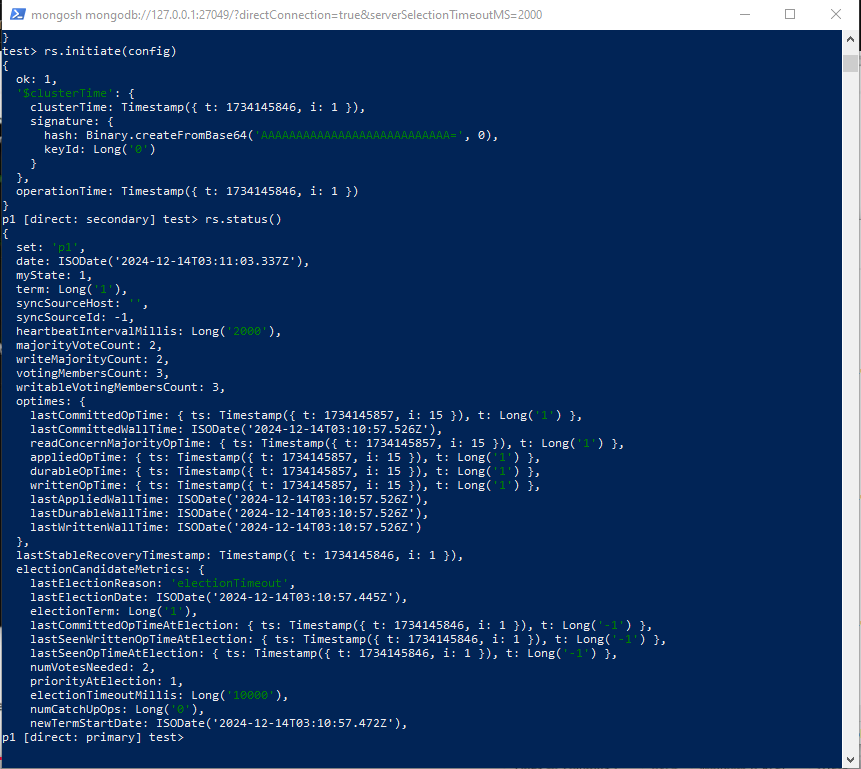 mongosh mongodb://127.0.0.1:27049/?directConnection=true&serverSelectionTimeoutMS=2000
}
test> rs.initiate(config)
{
  ok: 1,
  '$clusterTime': {
    clusterTime: Timestamp({ t: 1734145846, i: 1 }),
    signature: {
      hash: Binary.createFromBase64('AAAAAAAAAAAAAAAAAAAAAAAAAAA=', 0),
      keyId: Long('0')
    }
  },
  operationTime: Timestamp({ t: 1734145846, i: 1 })
}
p1 [direct: secondary] test> rs.status()
{
  set: 'p1',
  date: ISODate('2024-12-14T03:11:03.337Z'),
  myState: 1,
  term: Long('1'),
  syncSourceHost: '',
  syncSourceId: -1,
  heartbeatIntervalMillis: Long('2000'),
  majorityVoteCount: 2,
  writeMajorityCount: 2,
  votingMembersCount: 3,
  writableVotingMembersCount: 3,
  optimes: {
    lastCommittedOpTime: { ts: Timestamp({ t: 1734145857, i: 15 }), t: Long('1') },
    lastCommittedWallTime: ISODate('2024-12-14T03:10:57.526Z'),
    readConcernMajorityOpTime: { ts: Timestamp({ t: 1734145857, i: 15 }), t: Long('1') },
    appliedOpTime: { ts: Timestamp({ t: 1734145857, i: 15 }), t: Long('1') },
    durableOpTime: { ts: Timestamp({ t: 1734145857, i: 15 }), t: Long('1') },
    writtenOpTime: { ts: Timestamp({ t: 1734145857, i: 15 }), t: Long('1') },
    lastAppliedWallTime: ISODate('2024-12-14T03:10:57.526Z'),
    lastDurableWallTime: ISODate('2024-12-14T03:10:57.526Z'),
    lastWrittenWallTime: ISODate('2024-12-14T03:10:57.526Z')
  },
  lastStableRecoveryTimestamp: Timestamp({ t: 1734145846, i: 1 }),
  electionCandidateMetrics: {
    lastElectionReason: 'electionTimeout',
    lastElectionDate: ISODate('2024-12-14T03:10:57.445Z'),
    electionTerm: Long('1'),
    lastCommittedOpTimeAtElection: { ts: Timestamp({ t: 1734145846, i: 1 }), t: Long('-1') },
    lastSeenWrittenOpTimeAtElection: { ts: Timestamp({ t: 1734145846, i: 1 }), t: Long('-1') },
    lastSeenOpTimeAtElection: { ts: Timestamp({ t: 1734145846, i: 1 }), t: Long('-1') },
    numVotesNeeded: 2,
    priorityAtElection: 1,
    electionTimeoutMillis: Long('10000'),
    numCatchUpOps: Long('0'),
    newTermStartDate: ISODate('2024-12-14T03:10:57.472Z'),
p1 [direct: primary] test>